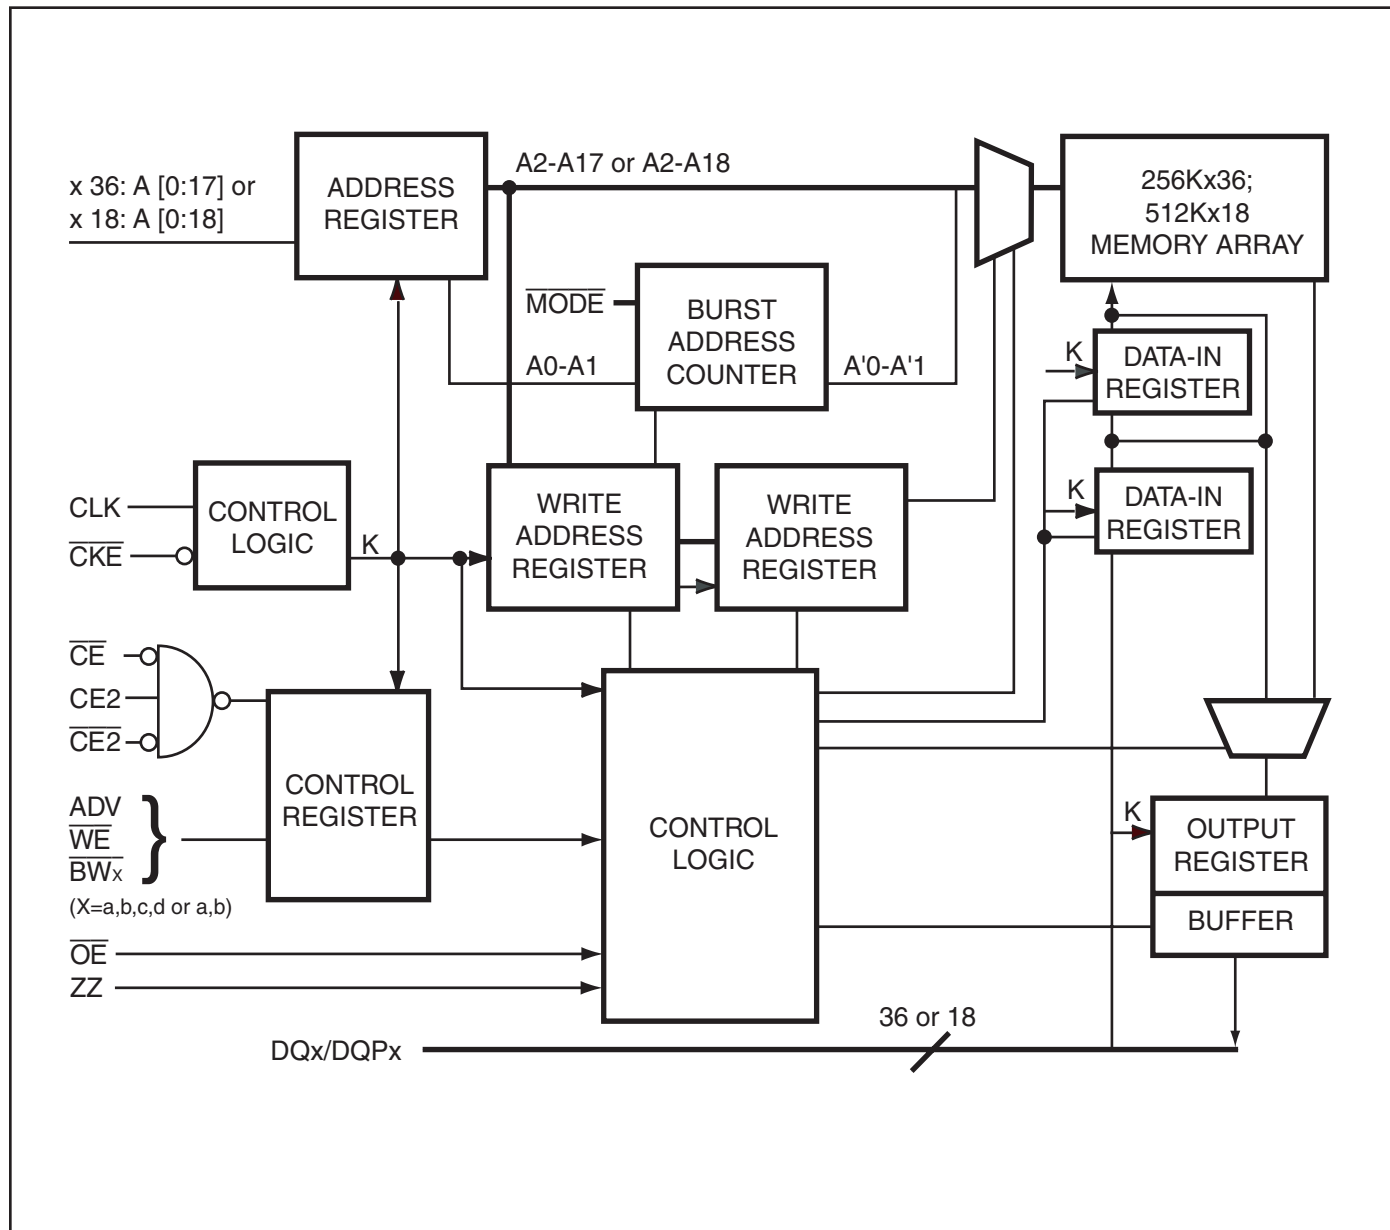 x 36: A [0:17] or
x 18: A [0:18]
ADDRESS
REGISTER
A2-A17 or A2-A18
256Kx36;
512Kx18
MEMORY ARRAY
MODE
BURST
ADDRESS
COUNTER
A0-A1
A'0-A'1
K
DATA-IN
REGISTER
K
DATA-IN
REGISTER
CLK
CKE
CONTROL
LOGIC
K
WRITE
ADDRESS
REGISTER
WRITE
ADDRESS
REGISTER
CE
CE2
CE2
CONTROL
REGISTER
ADV
WE
BWx
}
(X=a,b,c,d or a,b)
CONTROL
LOGIC
K
OUTPUT
REGISTER
BUFFER
OE
ZZ
36 or 18
DQx/DQPx